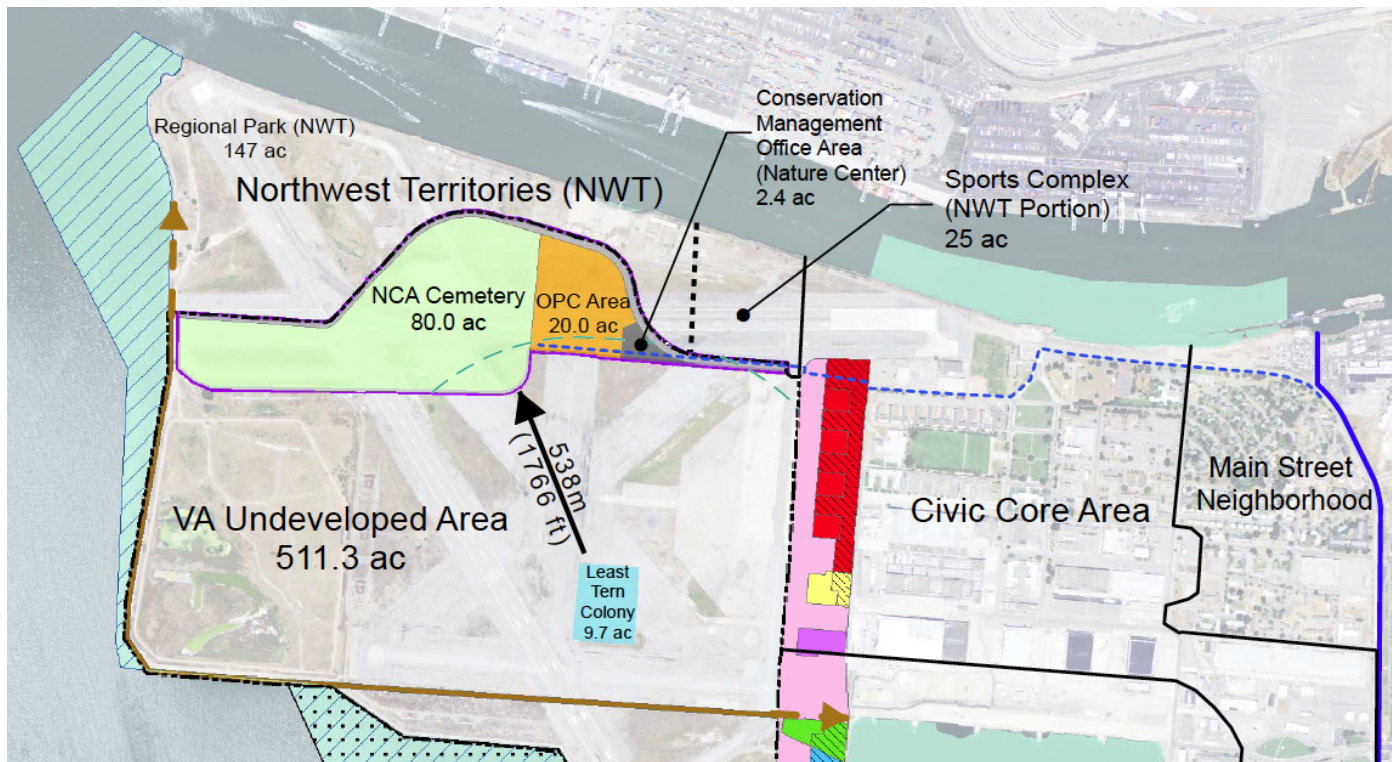 Regional Park (NWT)
147 ac
Northwest Territories (NWT)
Conservation
Management
Office Area
(Nature Center)
2.4 ac
Sports Complex
(NWT Portion)
25 ac
NCA Cemetery
80.0 ac
OPC Area
20.0 ac
538m
(1766 ft)
VA Undeveloped Area
511.3 ac
Least
Tern
Colony
9.7 ac
Civic Core Area
Main Street
Neighborhood